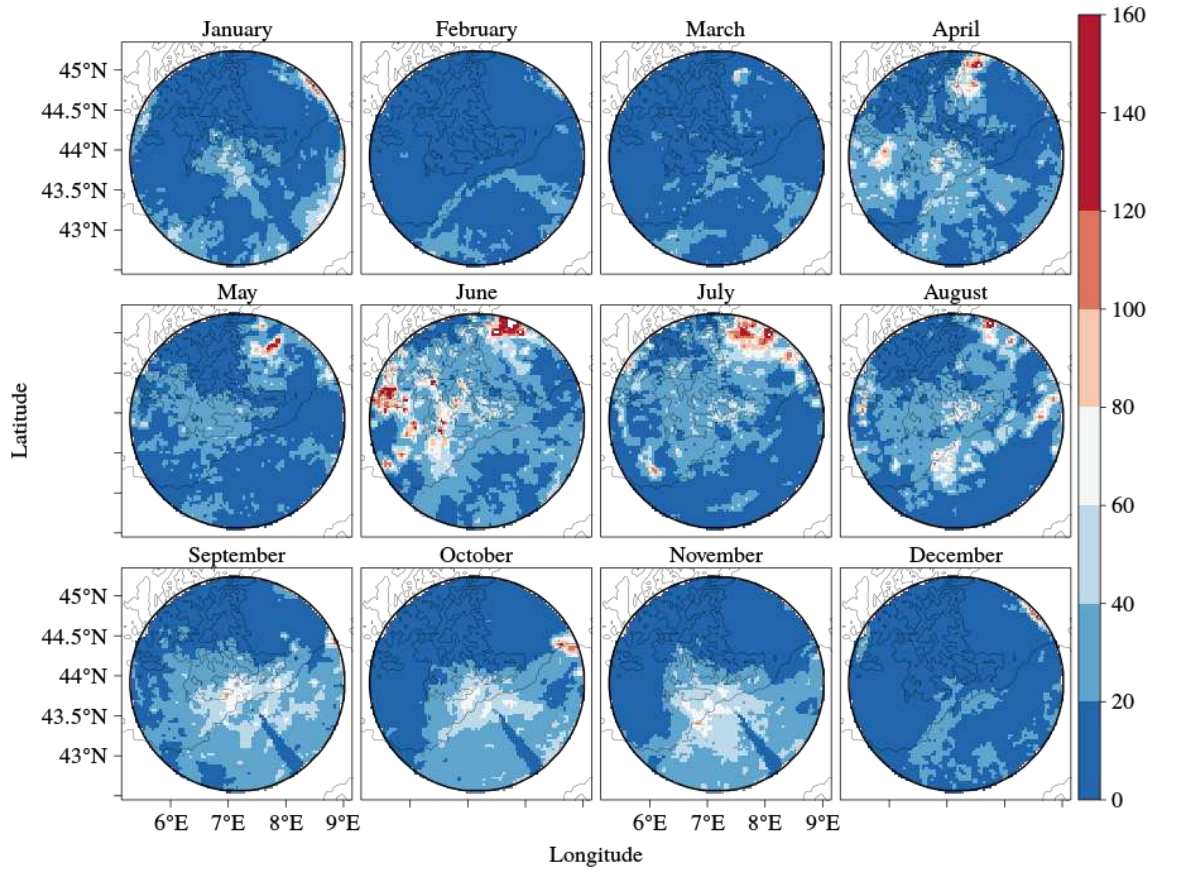 January February March April
160
140
120
100
80
60
40
20
0
45°N
44.5°N
44°N
43.5°N
43°N
May June July August
Latitude
September October November December
45°N
44.5°N
44°N
43.5°N
43°N
6°E 7°E 8°E 9°E
6°E 7°E 8°E 9°E
Longitude